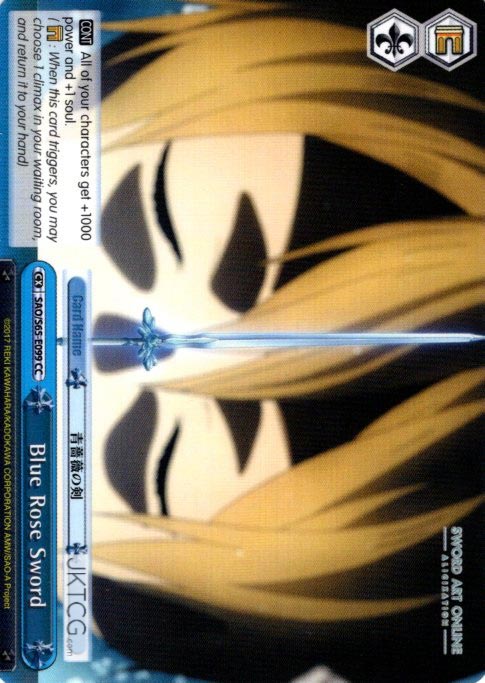 SWORD ART ONLINE
ALICIZATION
CONT All of your characters get +1000
power and +1 soul.
( : When this card triggers, you may
choose 1 climax in your waiting room,
and return it to your hand)
Card Name
青薔薇の剣
JKTCG.com
CX SAO/S65-E099 CC
Blue Rose Sword
©2017 REKI KAWAHARA/KADOKAWA CORPORATION AMW/SAO-A Project